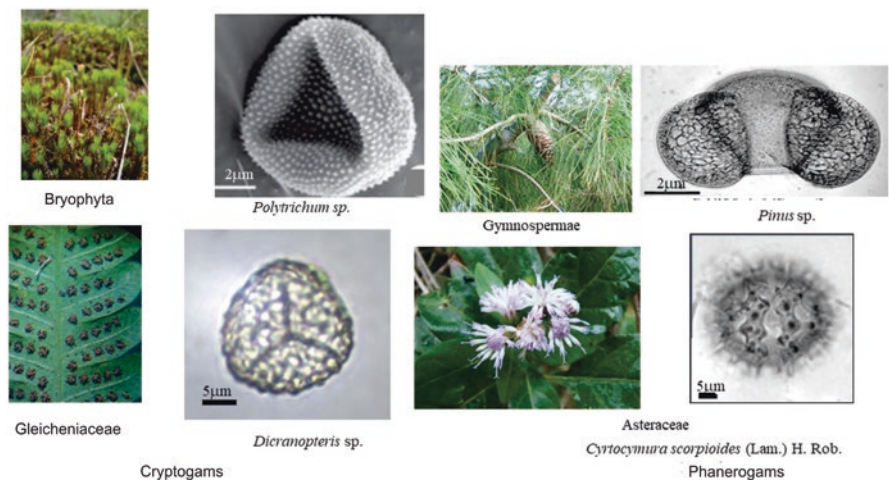 2μm
2μm
Bryophyta
Polytrichum sp.
Gymnospermae
Pinus sp.
5μm
5μm
Gleicheniaceae
Dicranopteris sp.
Asteraceae
Cyrtocymura scorpioides (Lam.) H. Rob.
Cryptogams
Phanerogams